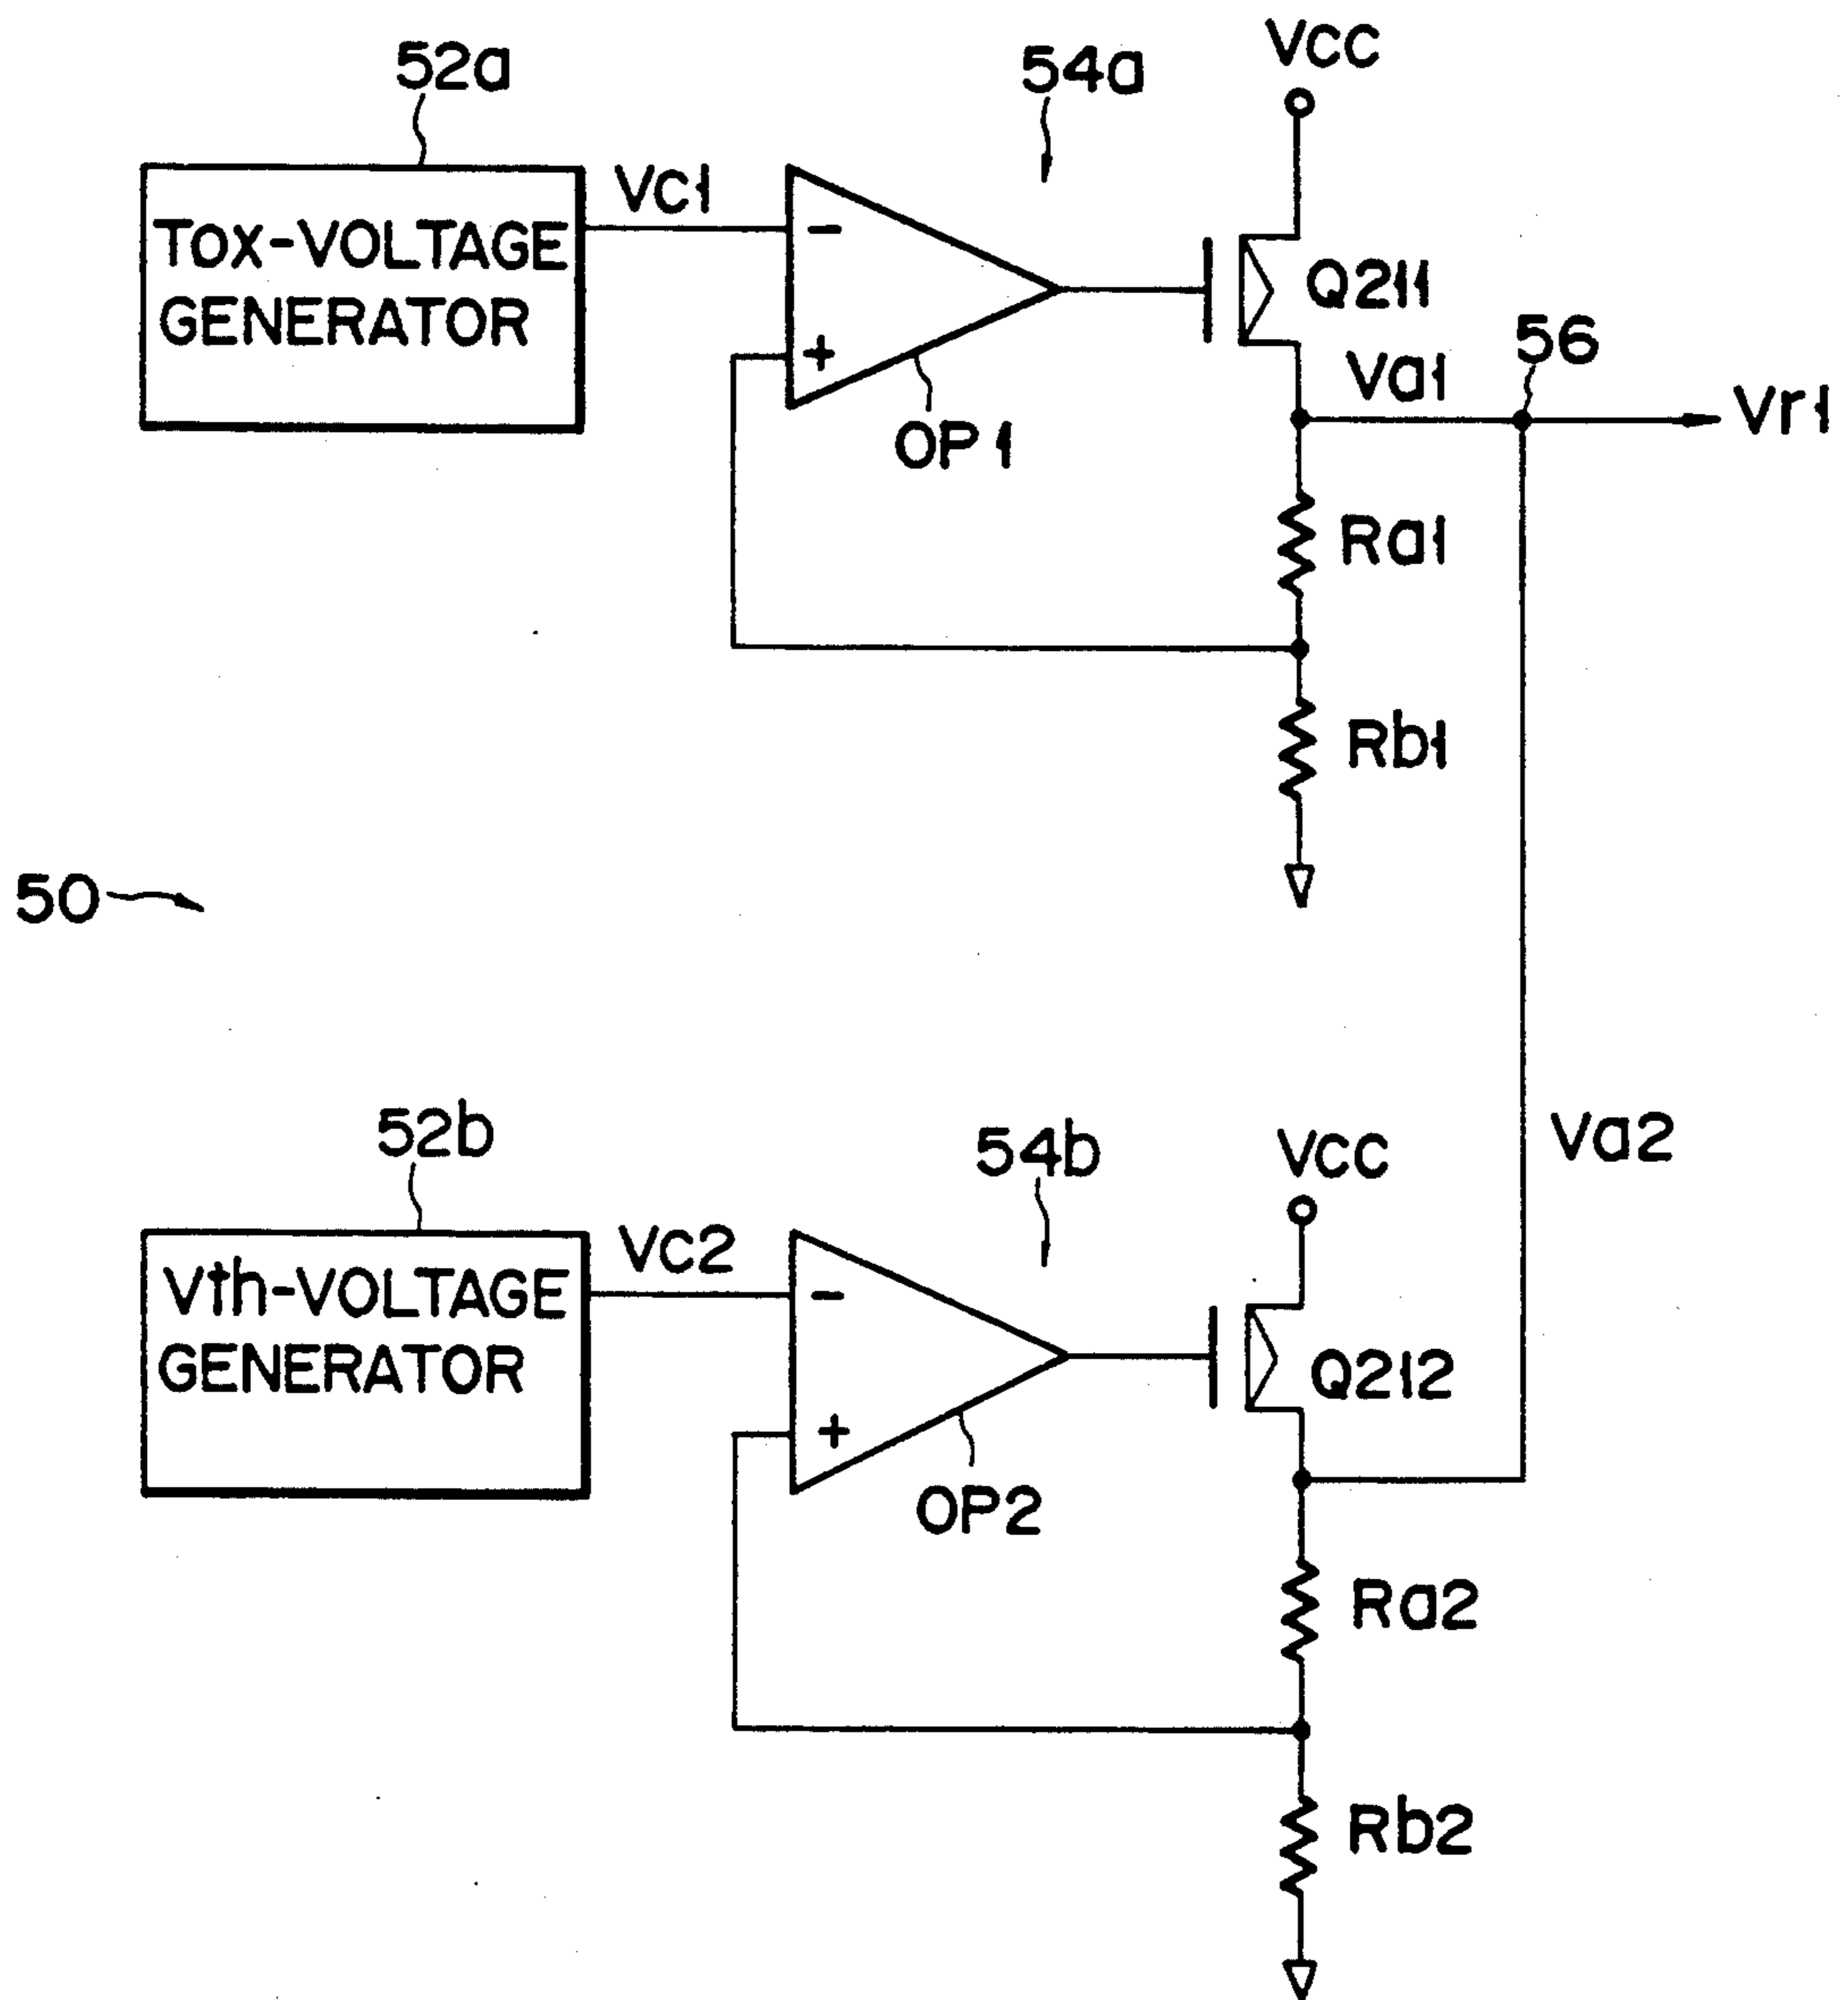 52a
54a
Vcc
Tox-VOLTAGE
GENERATOR
Vc1
-
+
OP1
Q211
Va1
56
Vr1
Ra1
Rb1
50
52b
54b
Vcc
Va2
Vth-VOLTAGE
GENERATOR
Vc2
-
+
OP2
Q212
Ra2
Rb2